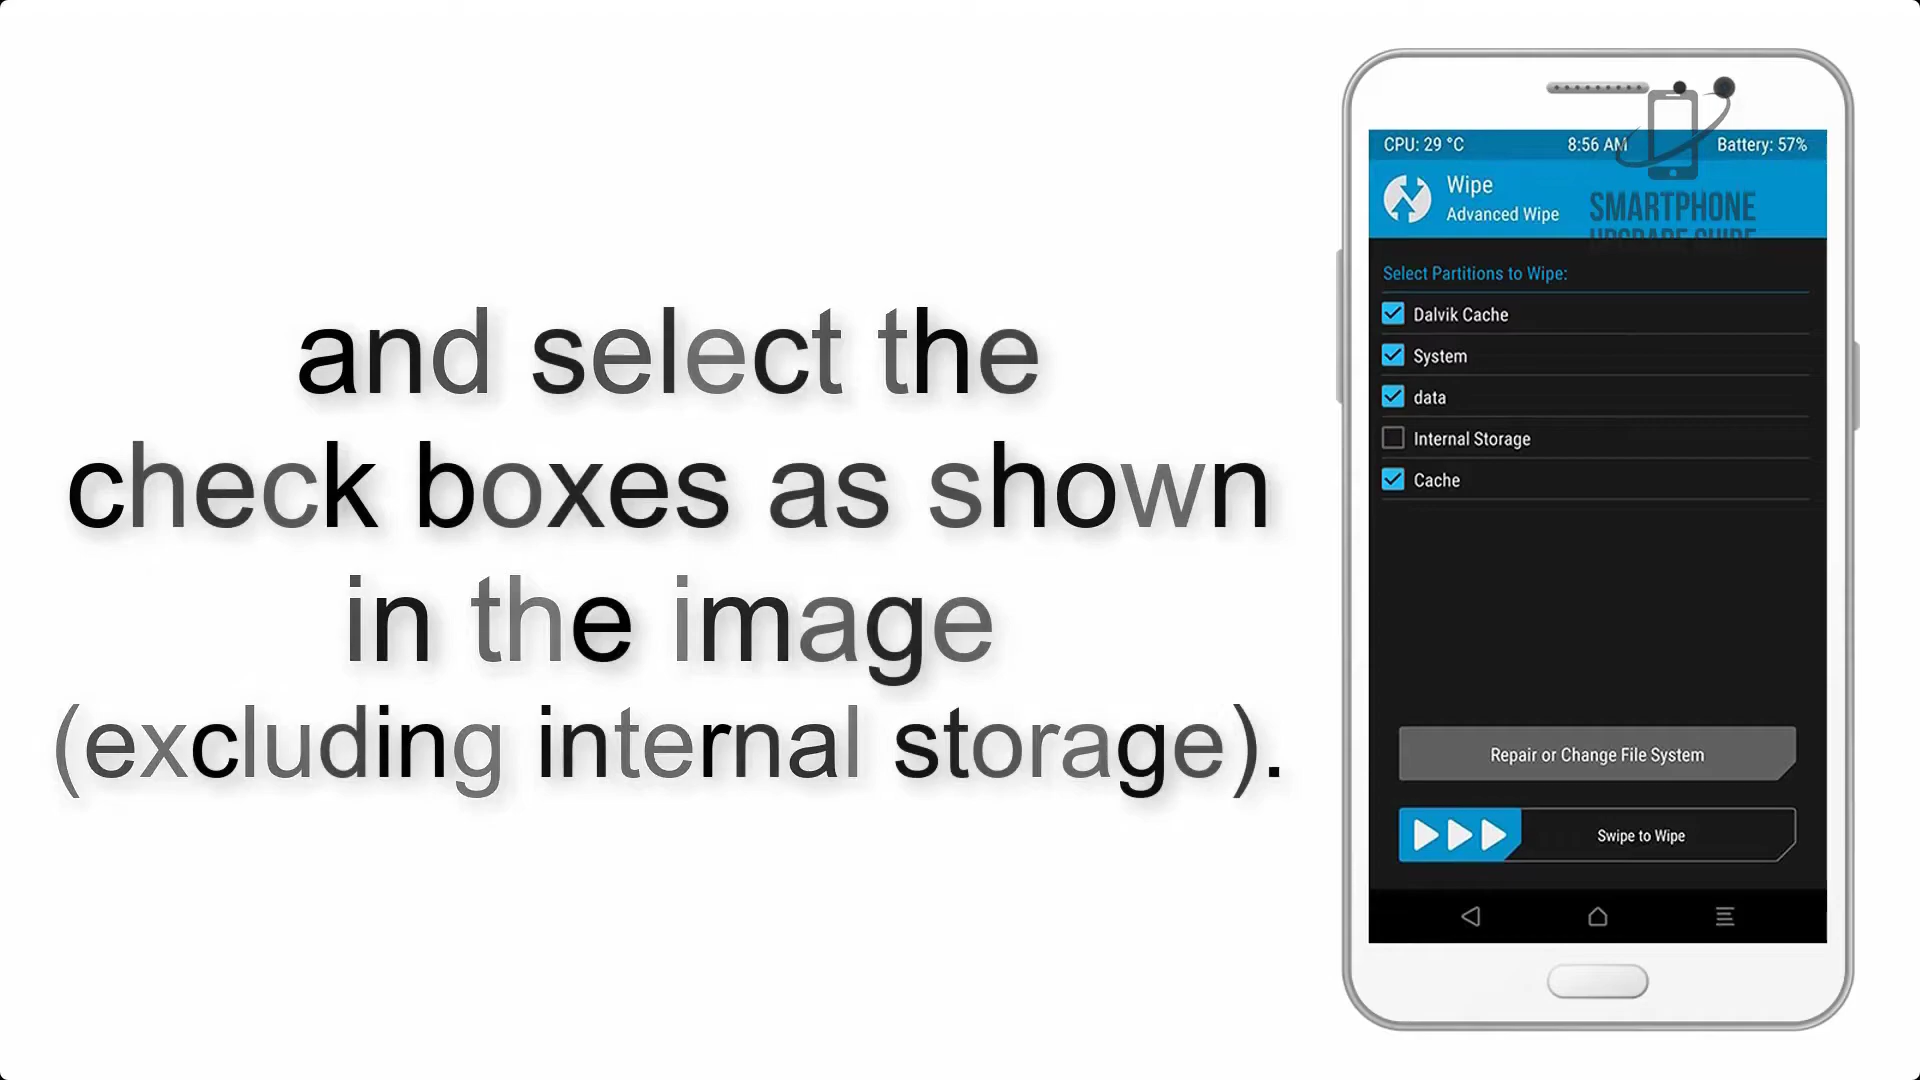 and select the
check boxes as shown
in the image
(excluding internal storage).
CPU: 29 °C 8:56 AM Battery: 57%
Wipe
Advanced Wipe
SMARTPHONE
UPGRADE GUIDE
Select Partitions to Wipe:
Dalvik Cache
System
data
Internal Storage
Cache
Repair or Change File System
Swipe to Wipe